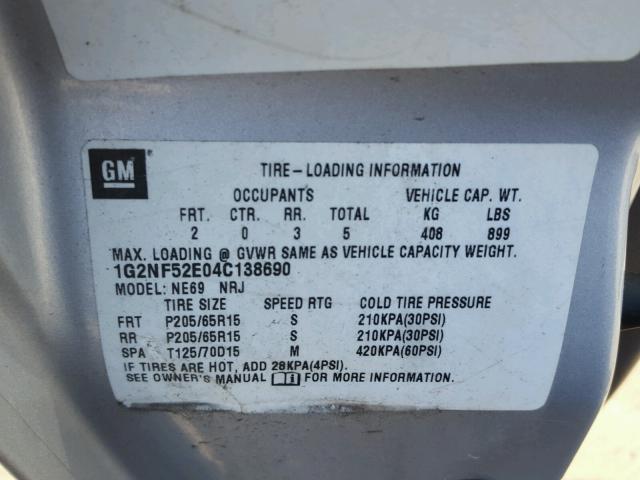 GM
TIRE-LOADING INFORMATION
OCCUPANTS VEHICLE CAP. WT.
FRT. CTR. RR. TOTAL KG LBS
2 0 3 5 408 899
MAX. LOADING @ GVWR SAME AS VEHICLE CAPACITY WEIGHT.
1G2NF52E04C138690
MODEL: NE69 NRJ
TIRE SIZE SPEED RTG COLD TIRE PRESSURE
FRT P205/65R15 S 210KPA(30PSI)
RR P205/65R15 S 210KPA(30PSI)
SPA T125/70D15 M 420KPA(60PSI)
IF TIRES ARE HOT, ADD 28KPA(4PSI).
SEE OWNER'S MANUAL FOR MORE INFORMATION.